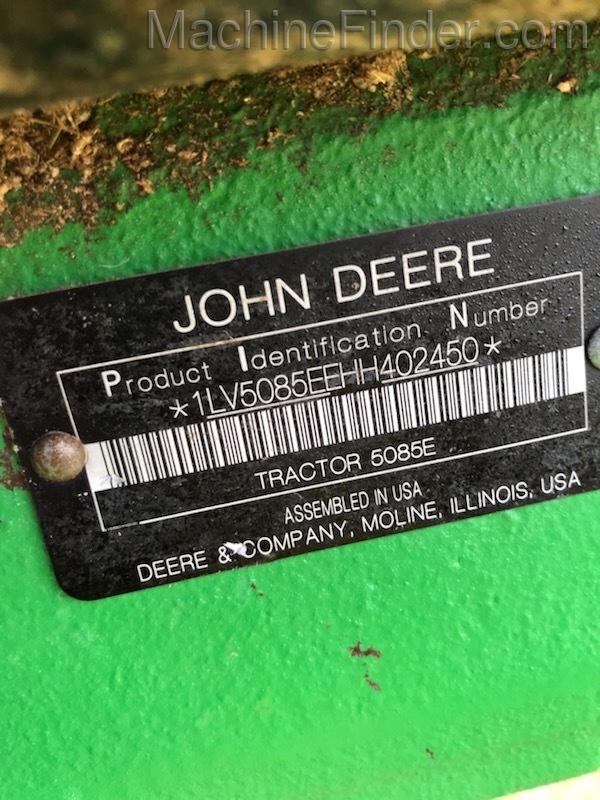 MachineFinder.com
JOHN DEERE
Product Identification Number
*1LV5085EEHH402450*
TRACTOR 5085E
ASSEMBLED IN USA
DEERE & COMPANY, MOLINE, ILLINOIS, USA